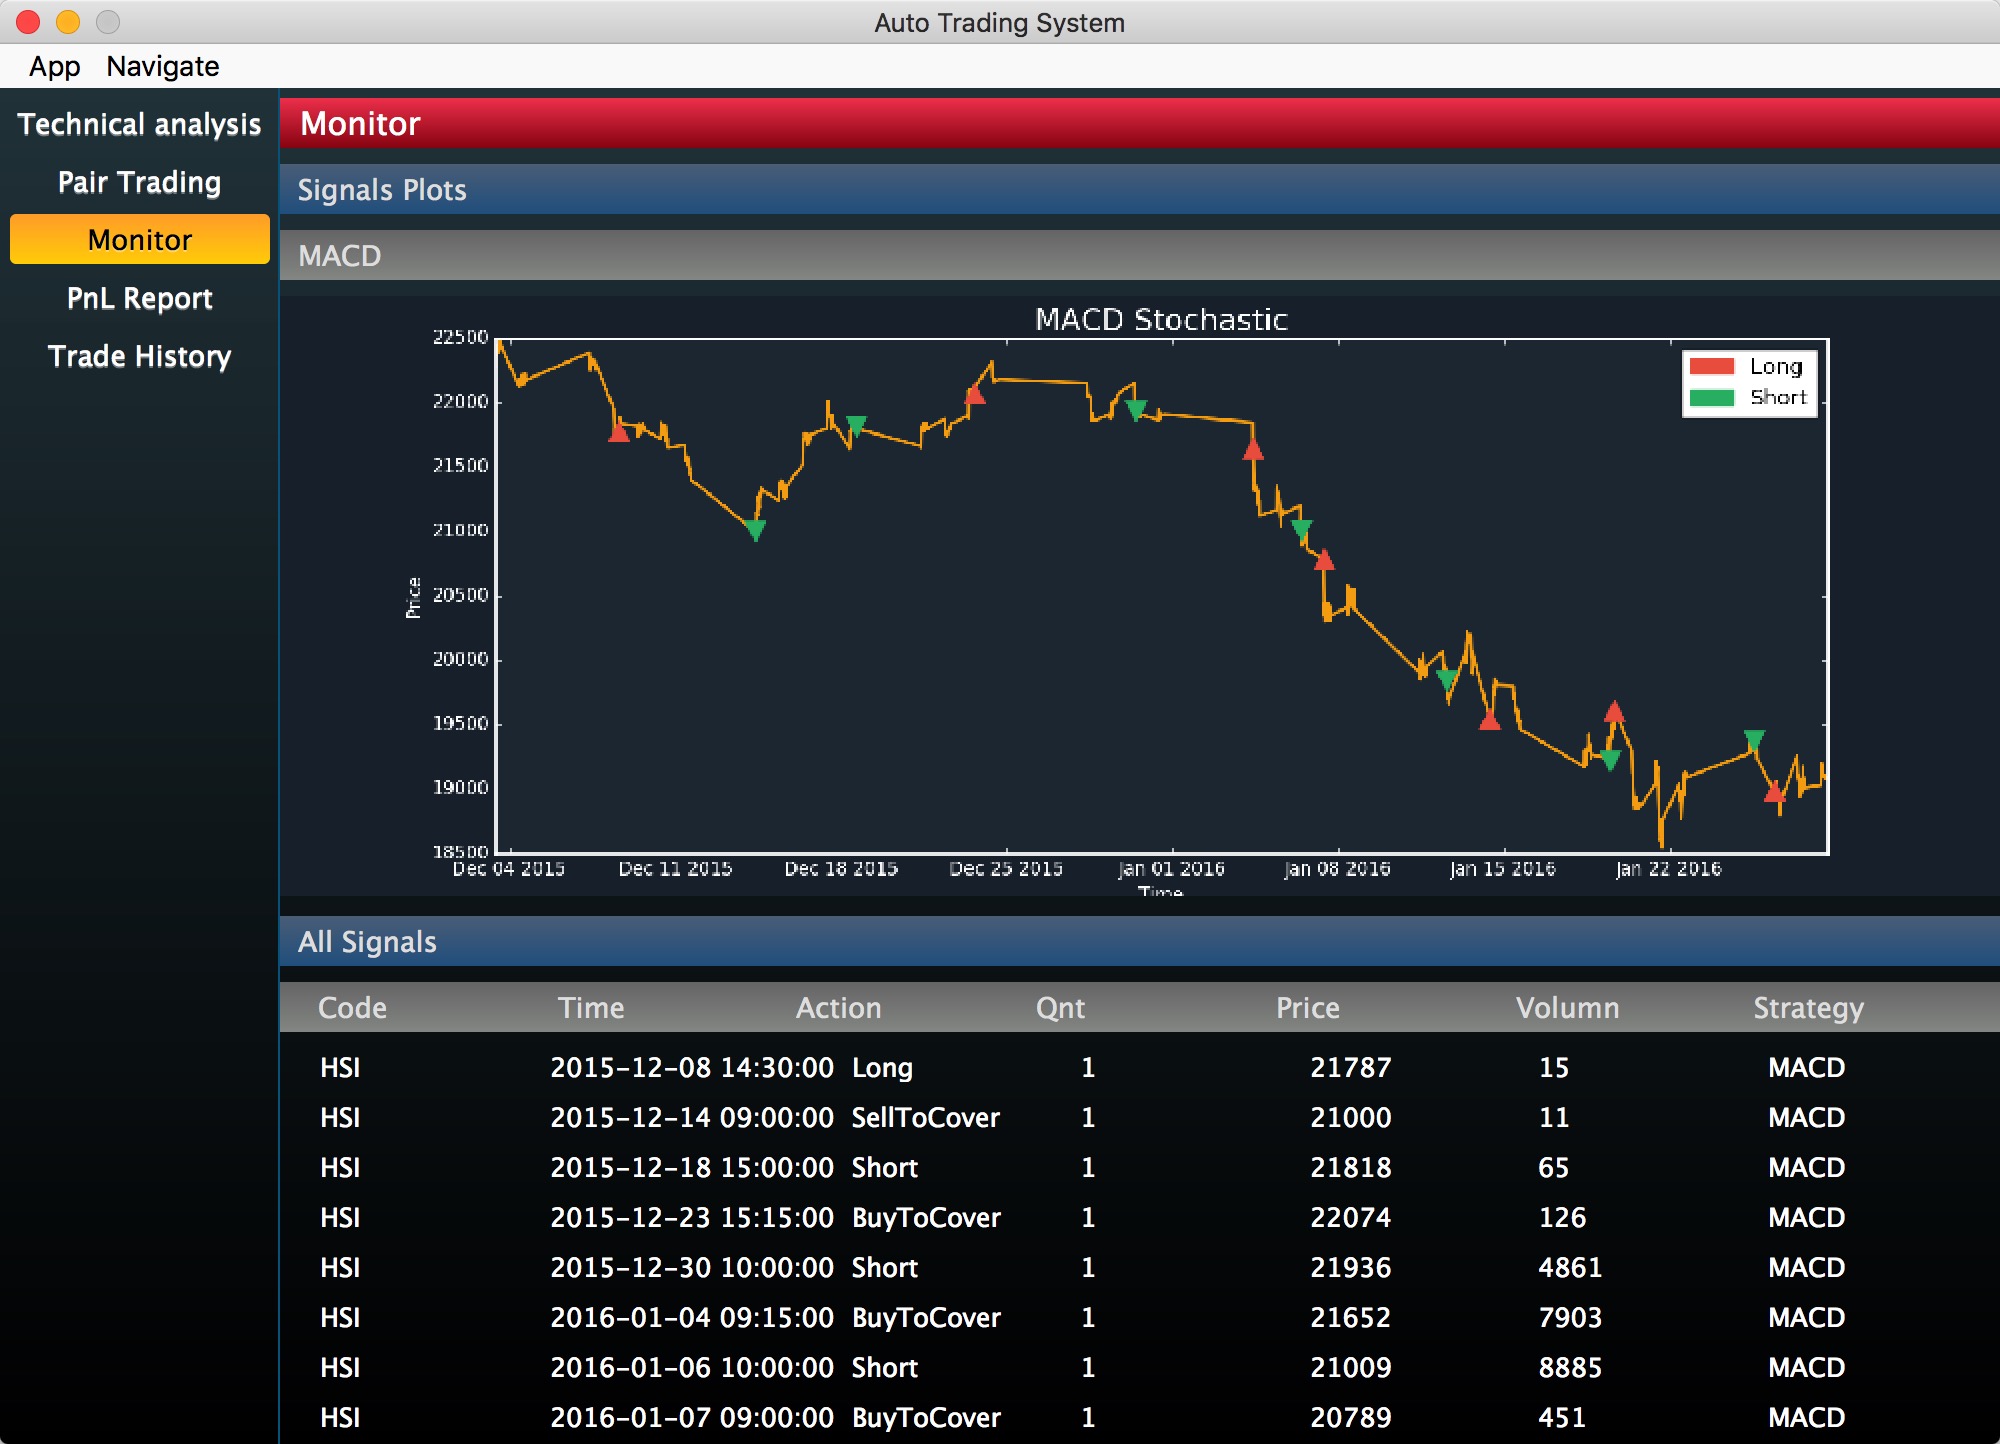 Auto Trading System
App Navigate
Technical analysis
Pair Trading
Monitor
PnL Report
Trade History
Monitor
Signals Plots
MACD
MACD Stochastic
22500
22000
21500
21000
20500
20000
19500
19000
18500
Price
Long
Short
Dec 04 2015 Dec 11 2015 Dec 18 2015 Dec 25 2015 Jan 01 2016 Jan 08 2016 Jan 15 2016 Jan 22 2016
Time
All Signals
Code Time Action Qnt Price Volumn Strategy
HSI 2015-12-08 14:30:00 Long 1 21787 15 MACD
HSI 2015-12-14 09:00:00 SellToCover 1 21000 11 MACD
HSI 2015-12-18 15:00:00 Short 1 21818 65 MACD
HSI 2015-12-23 15:15:00 BuyToCover 1 22074 126 MACD
HSI 2015-12-30 10:00:00 Short 1 21936 4861 MACD
HSI 2016-01-04 09:15:00 BuyToCover 1 21652 7903 MACD
HSI 2016-01-06 10:00:00 Short 1 21009 8885 MACD
HSI 2016-01-07 09:00:00 BuyToCover 1 20789 451 MACD